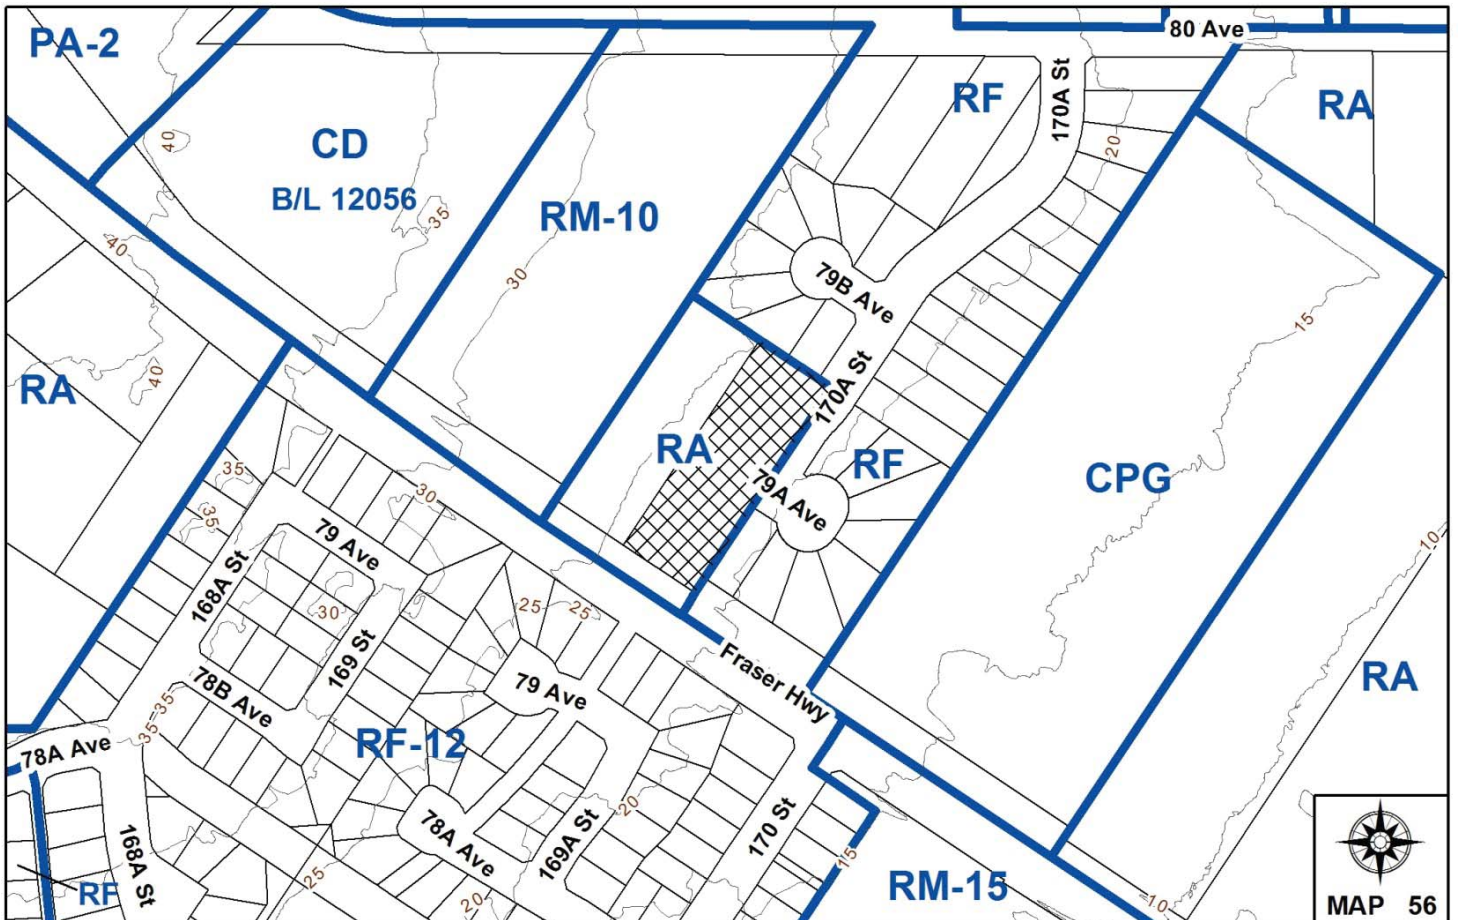 80 Ave
PA-2
RF
170A St
RA
40
CD
20
B/L 12056
35
RM-10
40
30
79B Ave
15
RA
40
170A St
RA
RF
CPG
35
30
79A Ave
35
79 Ave
10
168A St
30
25
25
169 St
Fraser Hwy
RA
78B Ave
79 Ave
35
35
RF-12
78A Ave
20
78A Ave
169A St
170 St
15
168A St
25
RM-15
RF
20
10
MAP 56